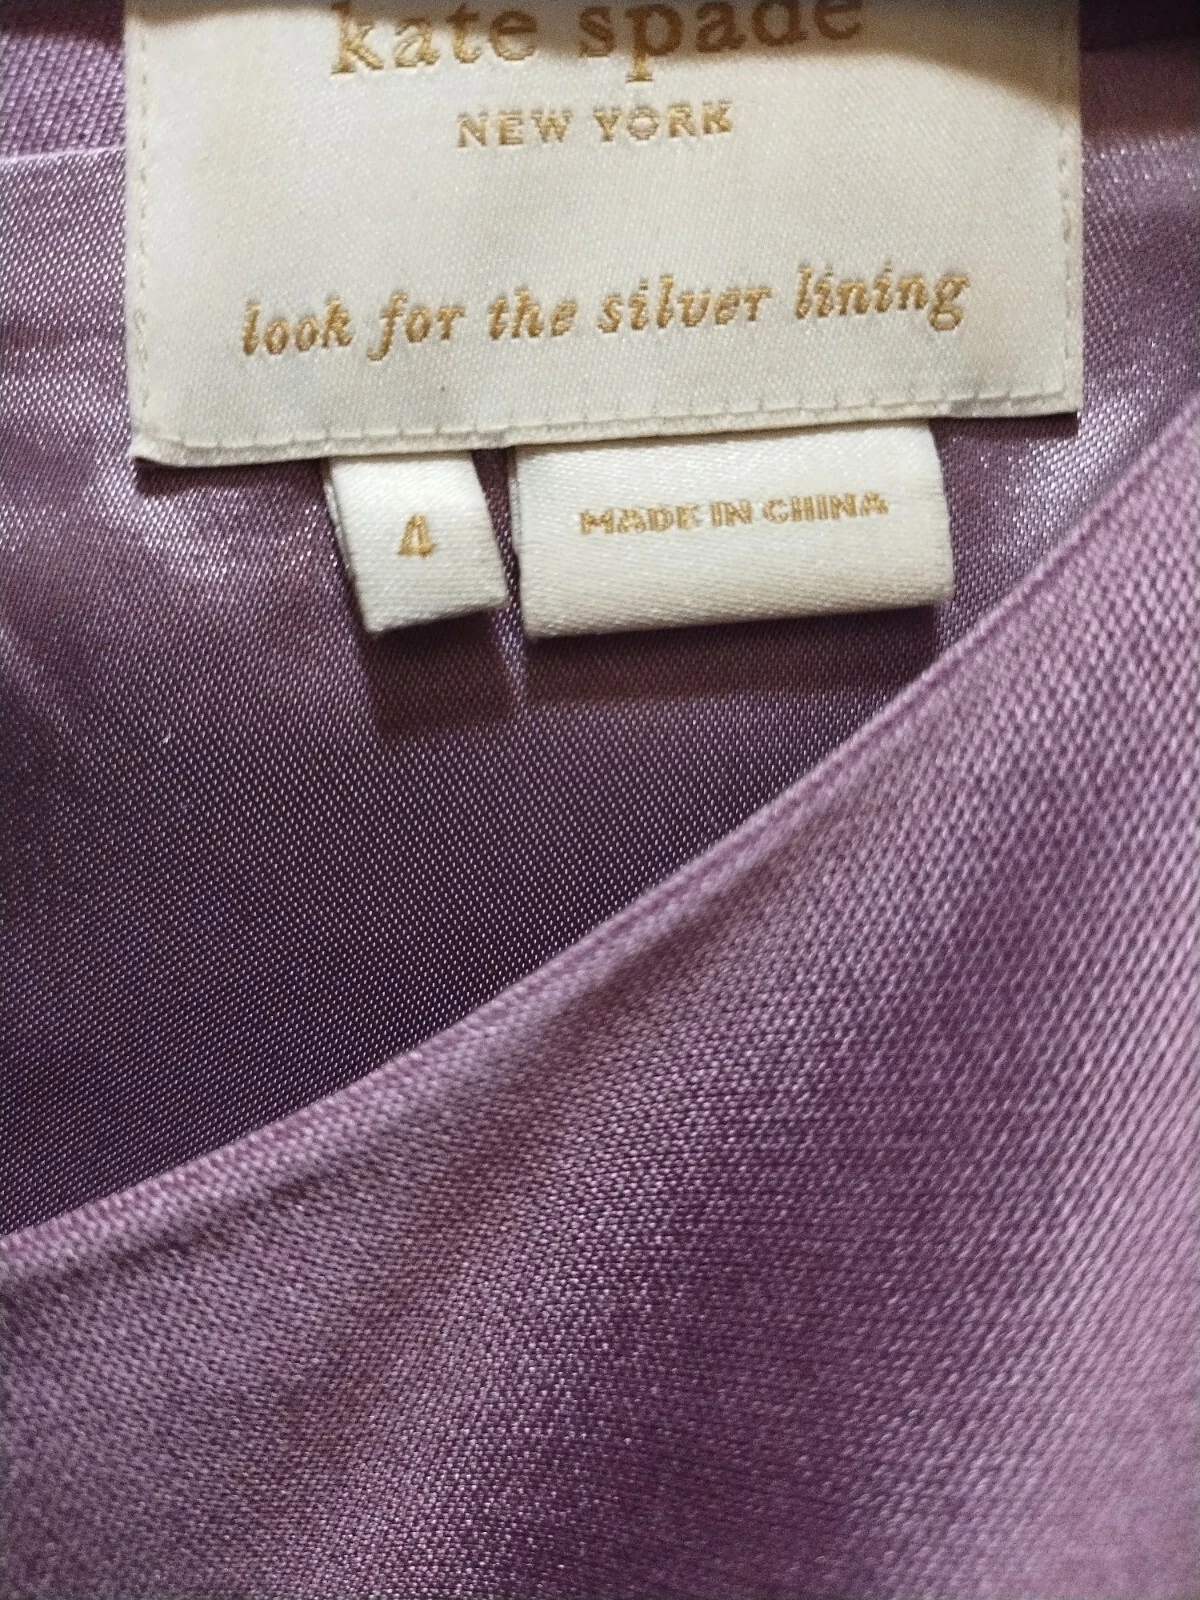 kate spade
NEW YORK
look for the silver lining
4
MADE IN CHINA